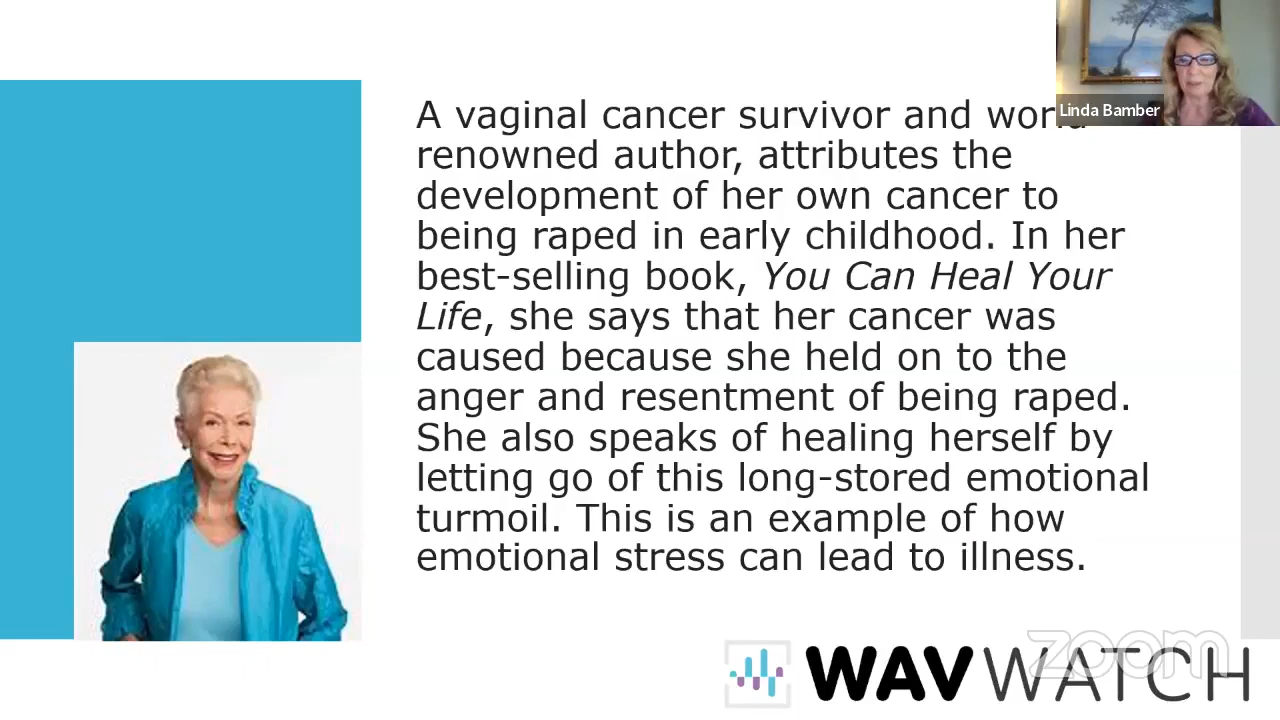 A vaginal cancer survivor and world
Linda Bamber
renowned author, attributes the
development of her own cancer to
being raped in early childhood. In her
best-selling book, You Can Heal Your
Life, she says that her cancer was
caused because she held on to the
anger and resentment of being raped.
She also speaks of healing herself by
letting go of this long-stored emotional
turmoil. This is an example of how
emotional stress can lead to illness.
zoom
WAVWATCH